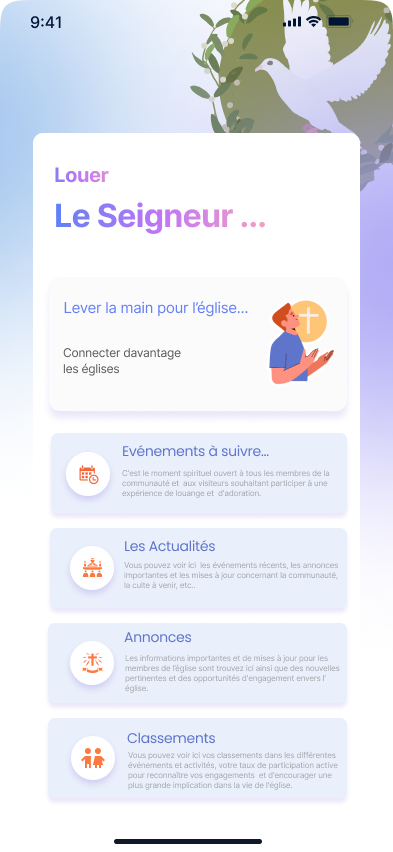 9:41
Louer
Le Seigneur ...
Lever la main pour l'église...
Connecter davantage
les églises
Evénements à suivre...
C'est le moment spirituel ouvert à tous les membres de la
communauté et aux visiteurs souhaitant participer à une
expérience de louange et d'adoration.
Les Actualités
Vous pouvez voir ici les événements récents, les annonces
importantes et les mises à jour concernant la communauté,
la culte à venir, etc..
Annonces
Les informations importantes et de mises à jour pour les
membres de l'église sont trouvez ici ainsi que des nouvelles
pertinentes et des opportunités d'engagement envers l'
église.
Classements
Vous pouvez voir ici vos classements dans les différentes
événements et activités, votre taux de participation active
pour reconnaître vos engagements et d'encourager une
plus grande implication dans la vie de l'église.